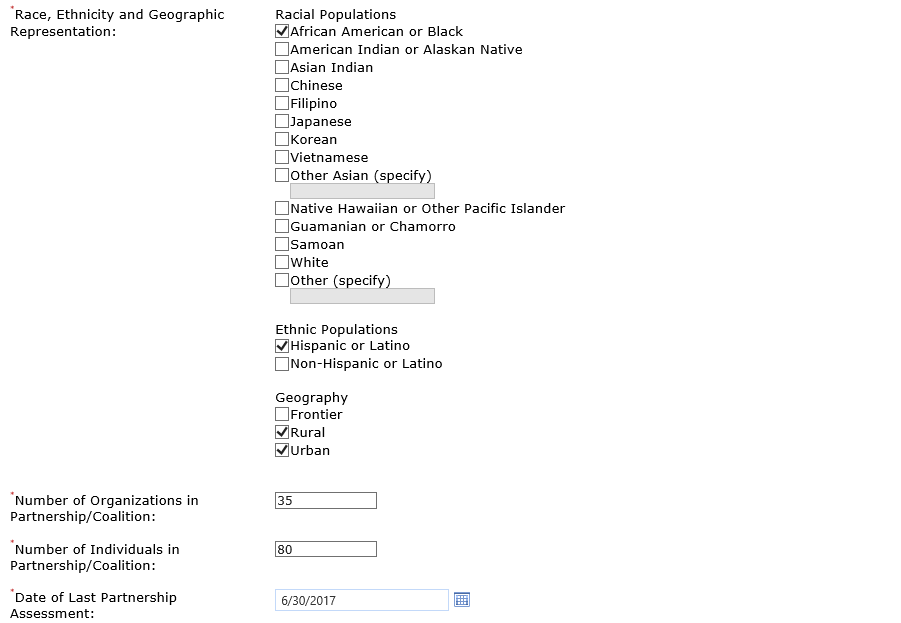 *Race, Ethnicity and Geographic
Representation:
Racial Populations
African American or Black
American Indian or Alaskan Native
Asian Indian
Chinese
Filipino
Japanese
Korean
Vietnamese
Other Asian (specify)
Native Hawaiian or Other Pacific Islander
Guamanian or Chamorro
Samoan
White
Other (specify)
Ethnic Populations
Hispanic or Latino
Non-Hispanic or Latino
Geography
Frontier
Rural
Urban
*Number of Organizations in
Partnership/Coalition:
35
*Number of Individuals in
Partnership/Coalition:
80
*Date of Last Partnership
Assessment:
6/30/2017